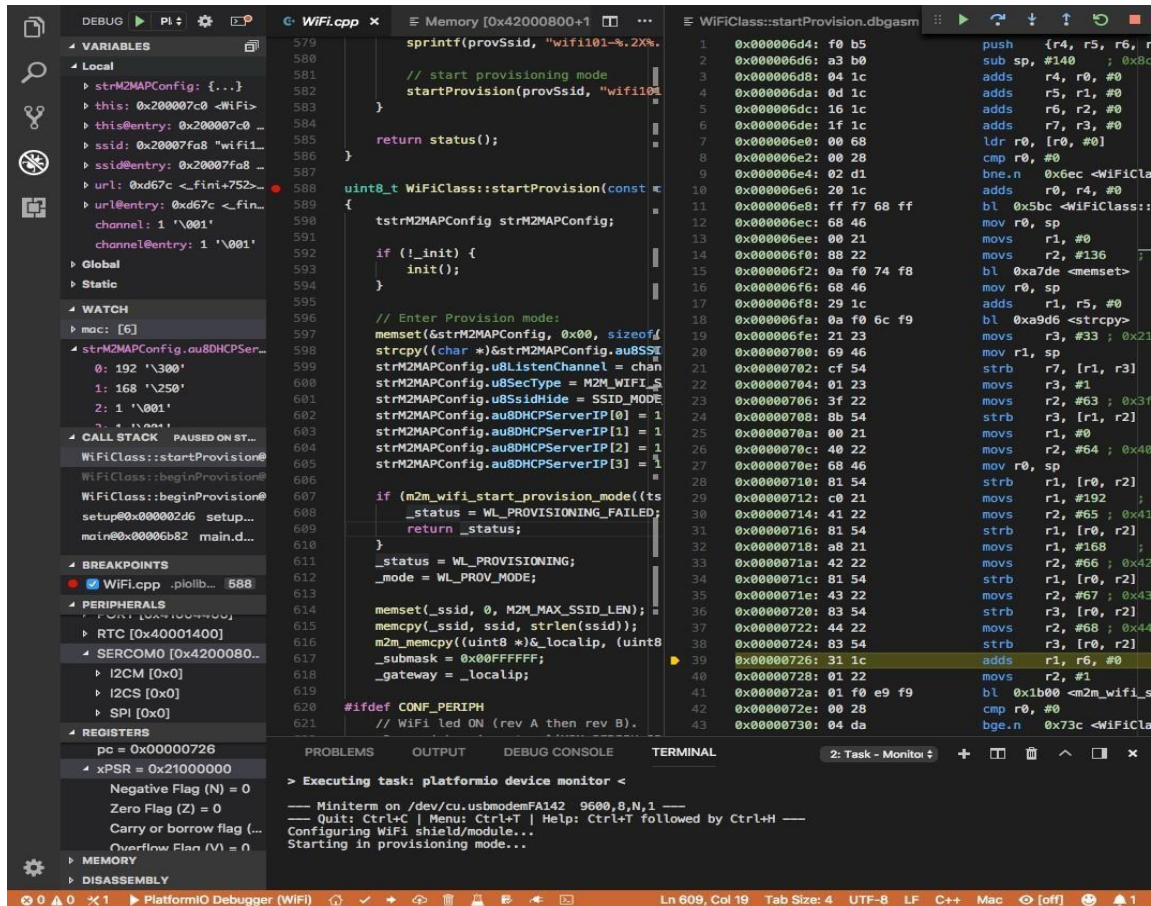 DEBUG PI.
VARIABLES
Local
strM2MAPConfig: {...}
this: 0x200007c0 <WiFi>
this@entry: 0x200007c0 …
ssid: 0x20007fa8 "wifi1…
ssid@entry: 0x20007fa8 …
url: 0xd67c <_fini+752>…
url@entry: 0xd67c <_fin…
channel: 1 '\001'
channel@entry: 1 '\001'
Global
Static
WATCH
mac: [6]
strM2MAPConfig.au8DHCPSer…
0: 192 '\300'
1: 168 '\250'
2: 1 '\001'
CALL STACK PAUSED ON ST…
WiFiClass::startProvision@
WiFiClass::beginProvision@
WiFiClass::beginProvision@
setup@0x000002d6 setup…
main@0x00006b82 main.d…
BREAKPOINTS
WiFi.cpp .piolib… 588
PERIPHERALS
RTC [0x40001400]
SERCOM0 [0x4200080…
I2CM [0x0]
I2CS [0x0]
SPI [0x0]
REGISTERS
pc = 0x00000726
xPSR = 0x21000000
Negative Flag (N) = 0
Zero Flag (Z) = 0
Carry or borrow flag (…
Overflow Flag (V) = 0
MEMORY
DISASSEMBLY
WiFi.cpp × Memory [0x42000800+1 …
579 sprintf(provSsid, "wifi101-%.2X%.
580
581 // start provisioning mode
582 startProvision(provSsid, "wifi101
583 }
584
585 return status();
586 }
587
588 uint8_t WiFiClass::startProvision(const c
589 {
590 tstrM2MAPConfig strM2MAPConfig;
591
592 if (!_init) {
593 init();
594 }
595
596 // Enter Provision mode:
597 memset(&strM2MAPConfig, 0x00, sizeof(
598 strcpy((char *)&strM2MAPConfig.au8SSI
599 strM2MAPConfig.u8ListenChannel = chan
600 strM2MAPConfig.u8SecType = M2M_WIFI_S
601 strM2MAPConfig.u8SsidHide = SSID_MODE
602 strM2MAPConfig.au8DHCPServerIP[0] = 1
603 strM2MAPConfig.au8DHCPServerIP[1] = 1
604 strM2MAPConfig.au8DHCPServerIP[2] = 1
605 strM2MAPConfig.au8DHCPServerIP[3] = 1
606
607 if (m2m_wifi_start_provision_mode((ts
608 _status = WL_PROVISIONING_FAILED;
609 return _status;
610 }
611 _status = WL_PROVISIONING;
612 _mode = WL_PROV_MODE;
613
614 memset(_ssid, 0, M2M_MAX_SSID_LEN);
615 memcpy(_ssid, ssid, strlen(ssid));
616 m2m_memcpy((uint8 *)&_localip, (uint8
617 _submask = 0x00FFFFFF;
618 _gateway = _localip;
619
620 #ifdef CONF_PERIPH
621 // WiFi led ON (rev A then rev B).
WiFiClass::startProvision.dbgasm
1 0x000006d4: f0 b5 push {r4, r5, r6, r
2 0x000006d6: a3 b0 sub sp, #140 ; 0x8c
3 0x000006d8: 04 1c adds r4, r0, #0
4 0x000006da: 0d 1c adds r5, r1, #0
5 0x000006dc: 16 1c adds r6, r2, #0
6 0x000006de: 1f 1c adds r7, r3, #0
7 0x000006e0: 00 68 ldr r0, [r0, #0]
8 0x000006e2: 00 28 cmp r0, #0
9 0x000006e4: 02 d1 bne.n 0x6ec <WiFiCla
10 0x000006e6: 20 1c adds r0, r4, #0
11 0x000006e8: ff f7 68 ff bl 0x5bc <WiFiClass::
12 0x000006ec: 68 46 mov r0, sp
13 0x000006ee: 00 21 movs r1, #0
14 0x000006f0: 88 22 movs r2, #136 ;
15 0x000006f2: 0a f0 74 f8 bl 0xa7de <memset>
16 0x000006f6: 68 46 mov r0, sp
17 0x000006f8: 29 1c adds r1, r5, #0
18 0x000006fa: 0a f0 6c f9 bl 0xa9d6 <strcpy>
19 0x000006fe: 21 23 movs r3, #33 ; 0x21
20 0x00000700: 69 46 mov r1, sp
21 0x00000702: cf 54 strb r7, [r1, r3]
22 0x00000704: 01 23 movs r3, #1
23 0x00000706: 3f 22 movs r2, #63 ; 0x3f
24 0x00000708: 8b 54 strb r3, [r1, r2]
25 0x0000070a: 00 21 movs r1, #0
26 0x0000070c: 40 22 movs r2, #64 ; 0x40
27 0x0000070e: 68 46 mov r0, sp
28 0x00000710: 81 54 strb r1, [r0, r2]
29 0x00000712: c0 21 movs r1, #192 ;
30 0x00000714: 41 22 movs r2, #65 ; 0x41
31 0x00000716: 81 54 strb r1, [r0, r2]
32 0x00000718: a8 21 movs r1, #168 ;
33 0x0000071a: 42 22 movs r2, #66 ; 0x42
34 0x0000071c: 81 54 strb r1, [r0, r2]
35 0x0000071e: 43 22 movs r2, #67 ; 0x43
36 0x00000720: 83 54 strb r3, [r0, r2]
37 0x00000722: 44 22 movs r2, #68 ; 0x44
38 0x00000724: 83 54 strb r3, [r0, r2]
39 0x00000726: 31 1c adds r1, r6, #0
40 0x00000728: 01 22 movs r2, #1
41 0x0000072a: 01 f0 e9 f9 bl 0x1b00 <m2m_wifi_s
42 0x0000072e: 00 28 cmp r0, #0
43 0x00000730: 04 da bge.n 0x73c <WiFiCla
PROBLEMS OUTPUT DEBUG CONSOLE TERMINAL 2: Task - Monitor
> Executing task: platformio device monitor <
--- Miniterm on /dev/cu.usbmodemFA142 9600,8,N,1 ---
--- Quit: Ctrl+C | Menu: Ctrl+T | Help: Ctrl+T followed by Ctrl+H ---
Configuring WiFi shield/module...
Starting in provisioning mode...
0 0 1 PlatformIO Debugger (WiFi) Ln 609, Col 19 Tab Size: 4 UTF-8 LF C++ Mac [off] 1